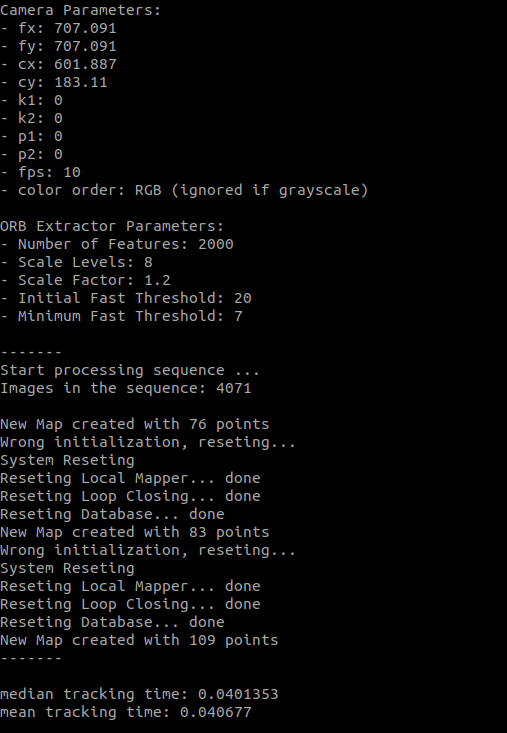 Camera Parameters:
- fx: 707.091
- fy: 707.091
- cx: 601.887
- cy: 183.11
- k1: 0
- k2: 0
- p1: 0
- p2: 0
- fps: 10
- color order: RGB (ignored if grayscale)

ORB Extractor Parameters:
- Number of Features: 2000
- Scale Levels: 8
- Scale Factor: 1.2
- Initial Fast Threshold: 20
- Minimum Fast Threshold: 7

-------
Start processing sequence ...
Images in the sequence: 4071

New Map created with 76 points
Wrong initialization, reseting...
System Reseting
Reseting Local Mapper... done
Reseting Loop Closing... done
Reseting Database... done
New Map created with 83 points
Wrong initialization, reseting...
System Reseting
Reseting Local Mapper... done
Reseting Loop Closing... done
Reseting Database... done
New Map created with 109 points
-------

median tracking time: 0.0401353
mean tracking time: 0.040677